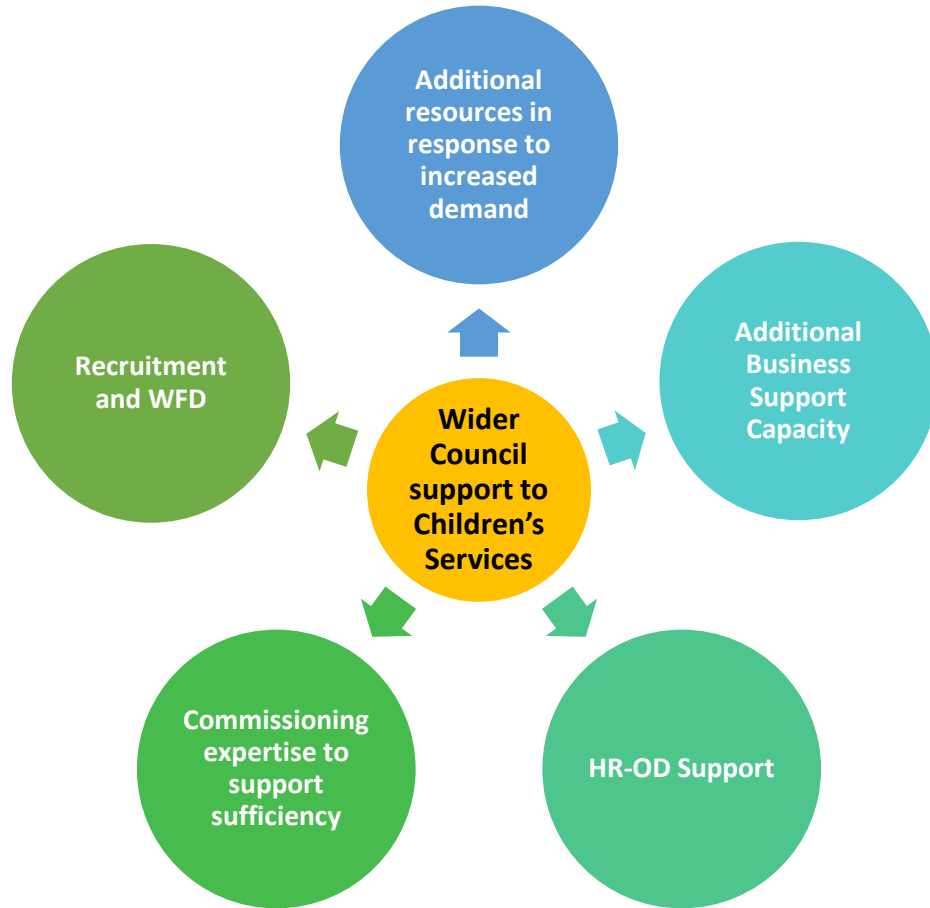 Additional
resources in
response to
increased
demand
Additional
Business
Support
Capacity
HR-OD Support
Commissioning
expertise to
support
sufficiency
Recruitment
and WFD
Wider
Council
support to
Children’s
Services